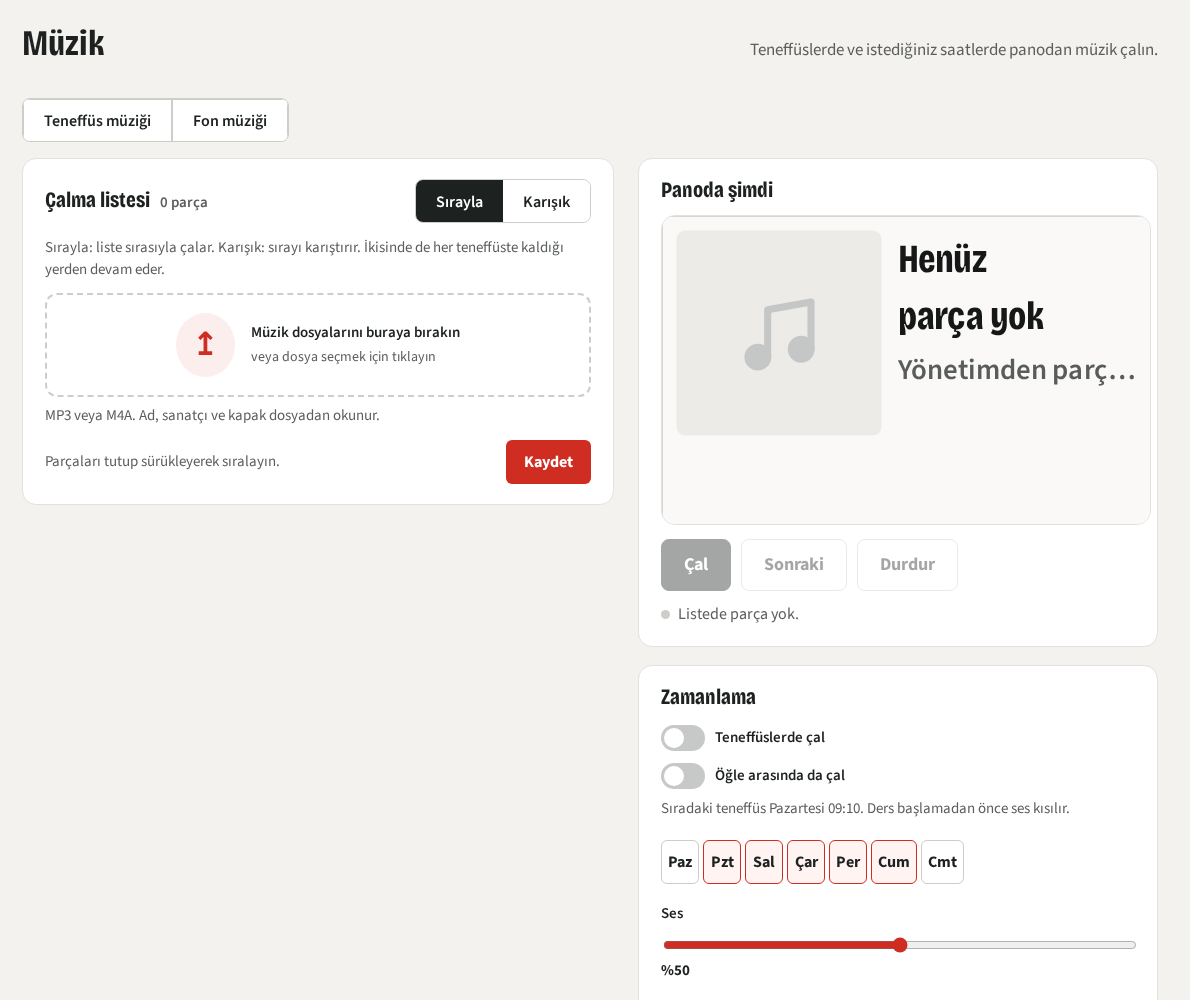 Müzik
Teneffüslerde ve istediğiniz saatlerde panodan müzik çalın.
Teneffüs müziği
Fon müziği
Çalma listesi 0 parça
Sırayla
Karışık
Sırayla: liste sırasıyla çalar. Karışık: sırayı karıştırır. İkisinde de her teneffüste kaldığı
yerden devam eder.
Müzik dosyalarını buraya bırakın
veya dosya seçmek için tıklayın
MP3 veya M4A. Ad, sanatçı ve kapak dosyadan okunur.
Parçaları tutup sürükleyerek sıralayın.
Kaydet
Panoda şimdi
Henüz
parça yok
Yönetimden parç…
Çal
Sonraki
Durdur
Listede parça yok.
Zamanlama
Teneffüslerde çal
Öğle arasında da çal
Sıradaki teneffüs Pazartesi 09:10. Ders başlamadan önce ses kısılır.
Paz Pzt Sal Çar Per Cum Cmt
Ses
%50